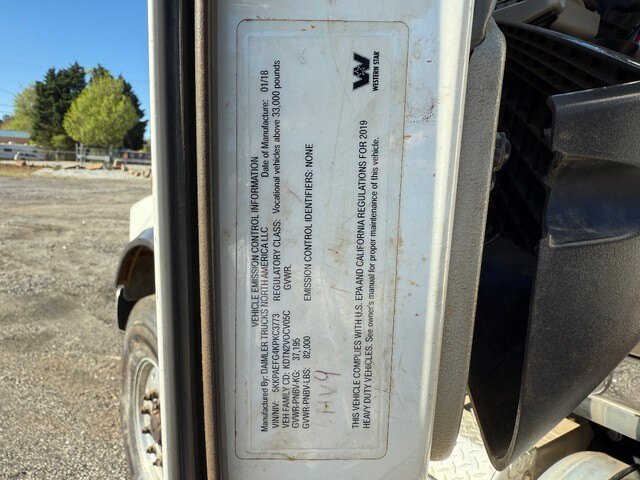 VEHICLE EMISSION CONTROL INFORMATION
Manufactured By: DAIMLER TRUCKS NORTH AMERICA LLC Date of Manufacture: 01/18
VIN/NIV: 5KKPAEFG4KPKC3773 REGULATORY CLASS: Vocational vehicles above 33,000 pounds
VEH FAMILY CD: KDTN2VOCV05C GVWR.
GVWR-PNBV-KG: 37,195
GVWR-PNBV-LBS: 82,000 EMISSION CONTROL IDENTIFIERS: NONE
WESTERN STAR
THIS VEHICLE COMPLIES WITH U.S. EPA AND CALIFORNIA REGULATIONS FOR 2019
HEAVY DUTY VEHICLES. See owner's manual for proper maintenance of this vehicle.